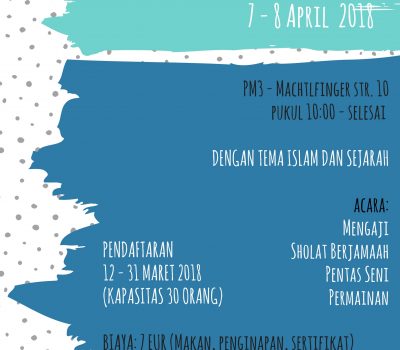 7 - 8 April 2018
PM3 - Machtlfinger str. 10
pukul 10:00 - selesai
dengan tema Islam dan Sejarah
Acara:
Mengaji
Sholat Berjamaah
Pentas Seni
Permainan
Pendaftaran
12 - 31 Maret 2018
(Kapasitas 30 orang)
Biaya: 7 EUR (Makan, penginapan, sertifikat)